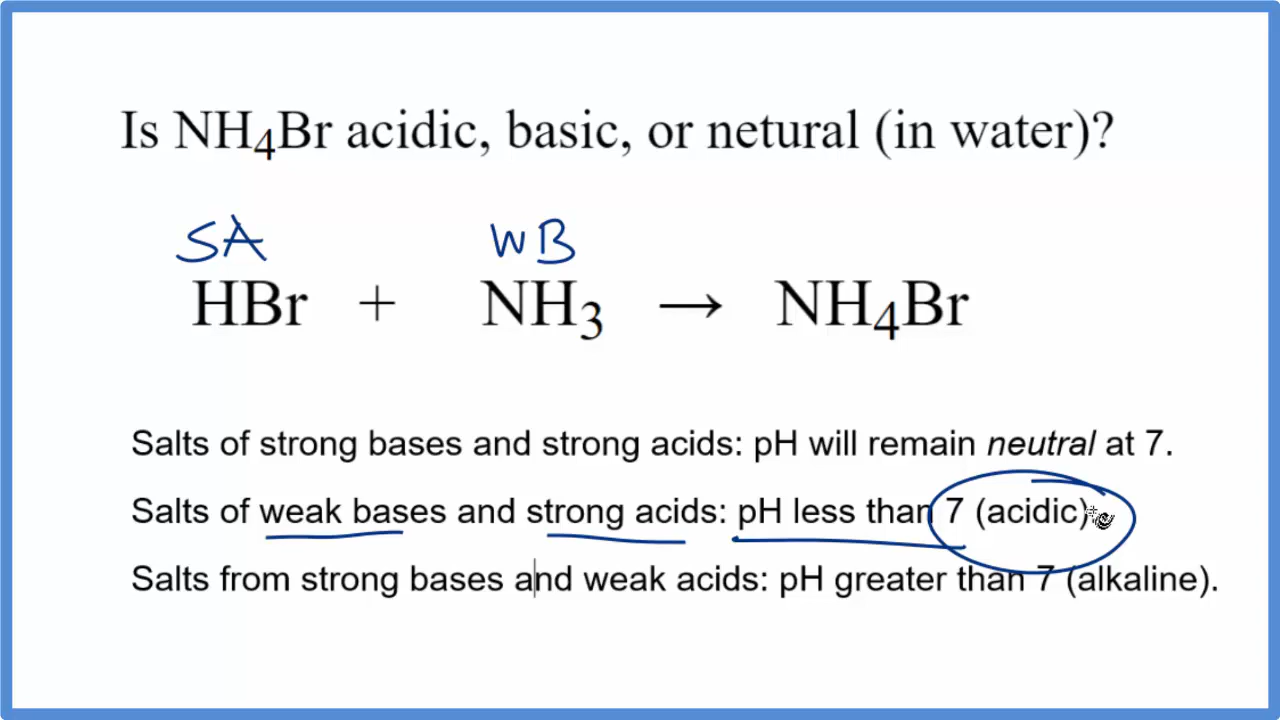 Is NH₄Br acidic, basic, or netural (in water)?
SA WB
HBr + NH₃ → NH₄Br
Salts of strong bases and strong acids: pH will remain neutral at 7.
Salts of weak bases and strong acids: pH less than 7 (acidic)
Salts from strong bases and weak acids: pH greater than 7 (alkaline).